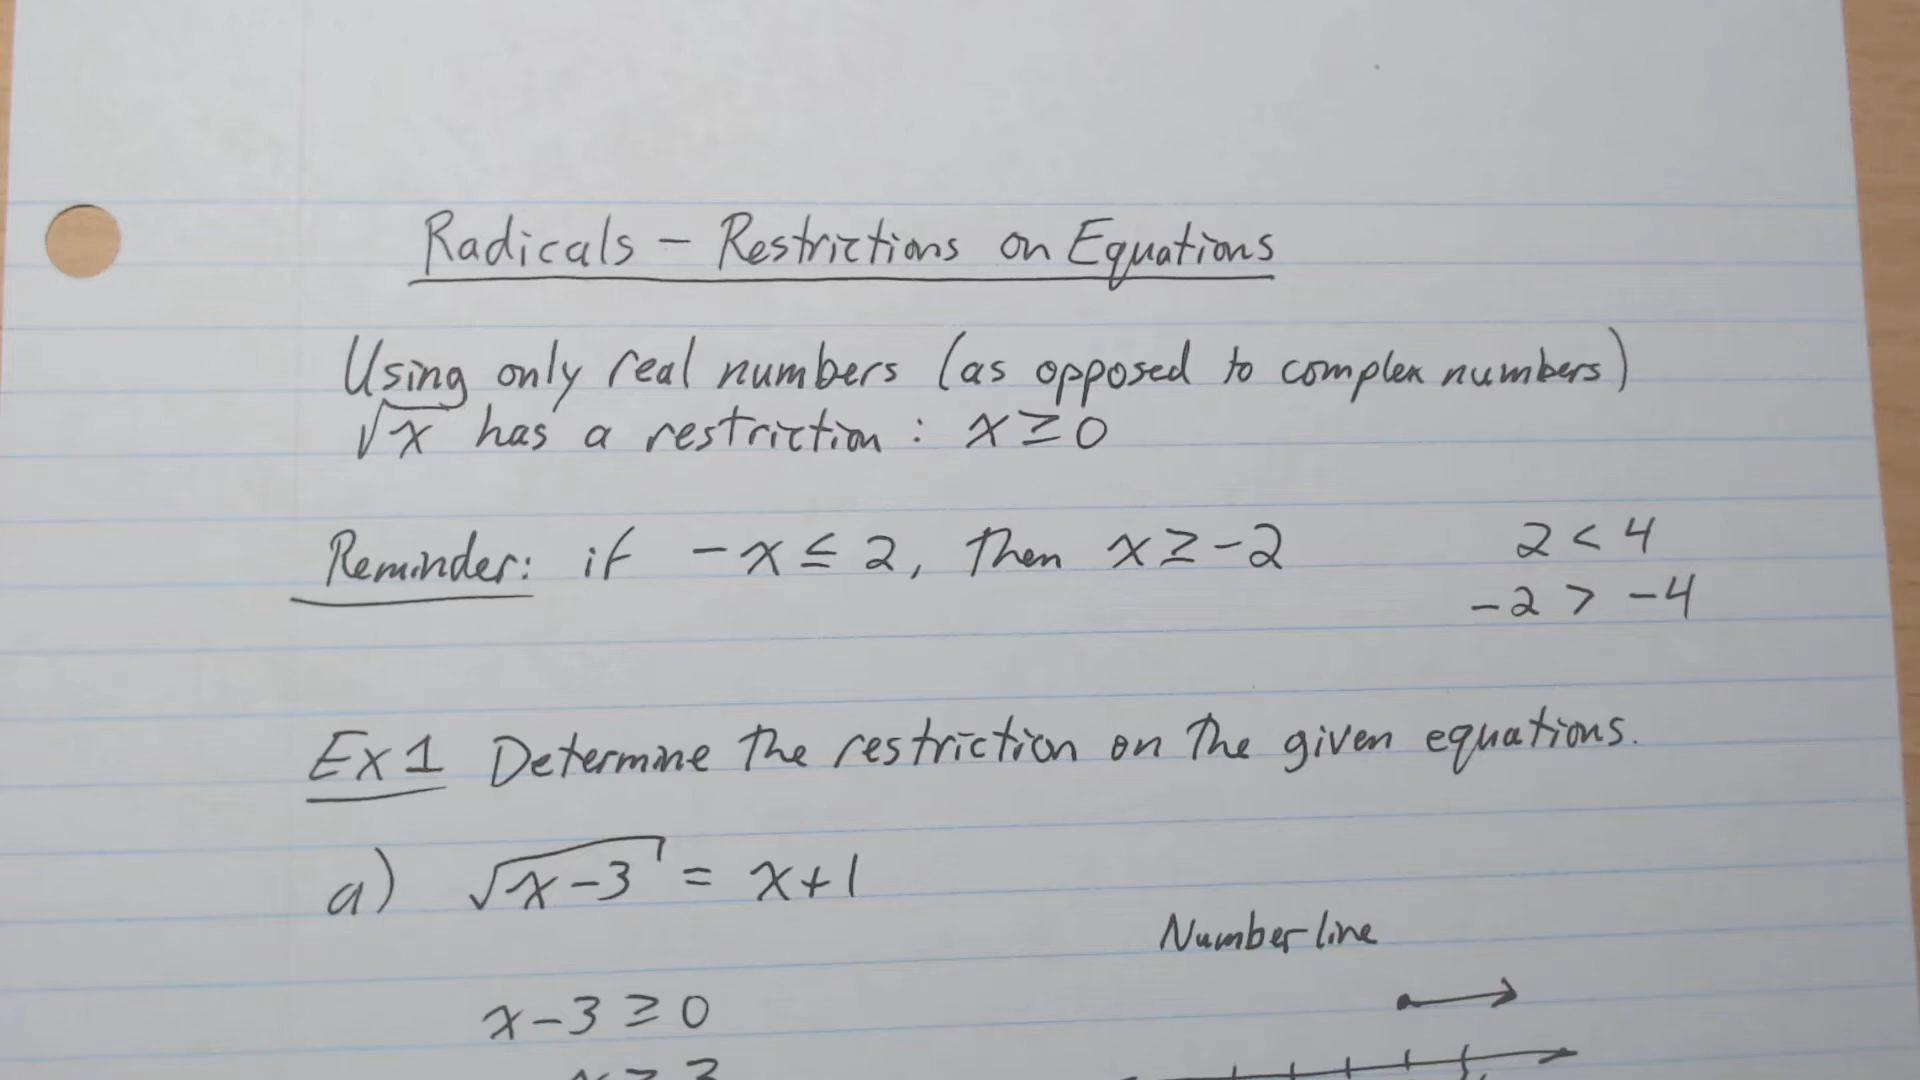 Radicals - Restrictions on Equations
Using only real numbers (as opposed to complex numbers)
√x has a restriction: x ≥ 0
Reminder: if -x ≤ 2, then x ≥ -2
2 < 4
-2 > -4
Ex 1 Determine the restriction on the given equations.
a) √x-3 = x+1
Number line
x-3 ≥ 0